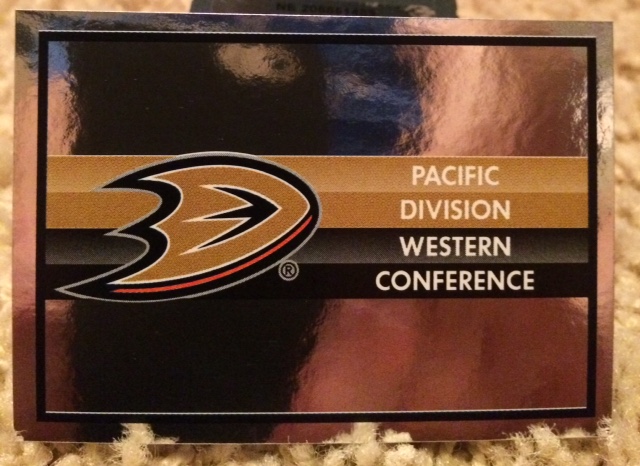 PACIFIC
DIVISION
WESTERN
CONFERENCE
®